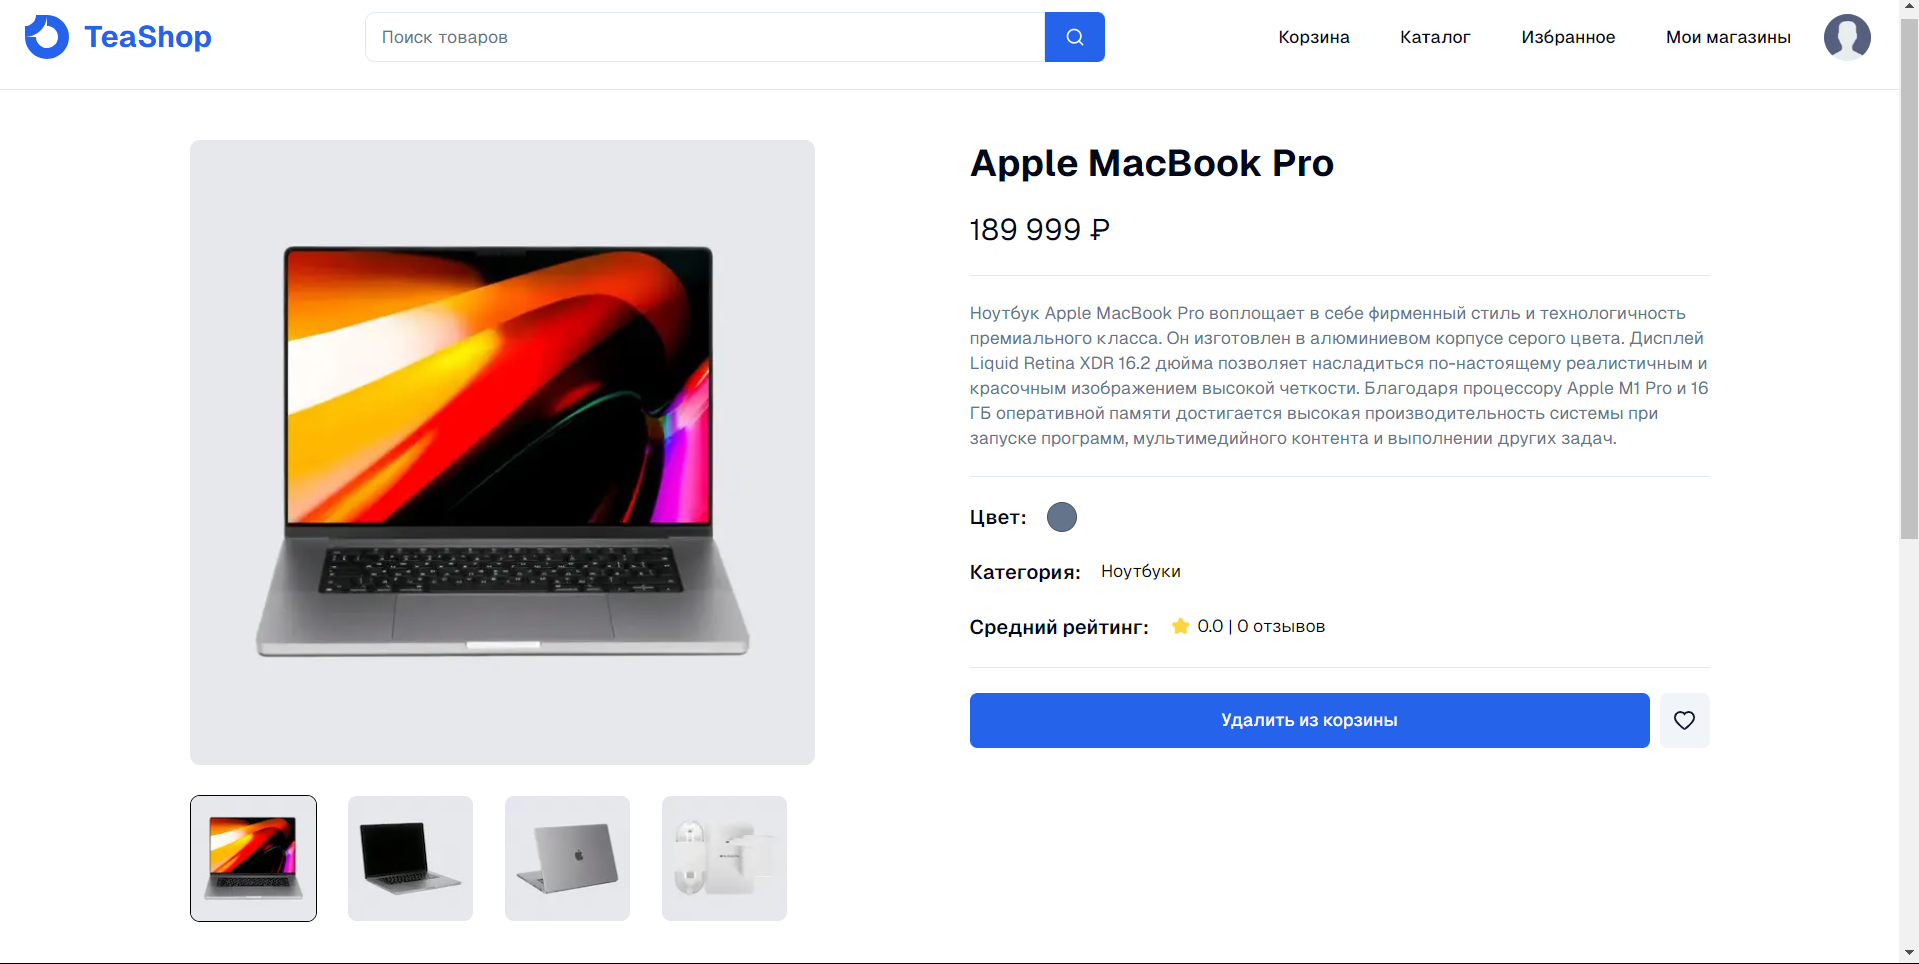 TeaShop
Поиск товаров
Корзина
Каталог
Избранное
Мои магазины
Apple MacBook Pro
189 999 ₽
Ноутбук Apple MacBook Pro воплощает в себе фирменный стиль и технологичность
премиального класса. Он изготовлен в алюминиевом корпусе серого цвета. Дисплей
Liquid Retina XDR 16.2 дюйма позволяет насладиться по-настоящему реалистичным и
красочным изображением высокой четкости. Благодаря процессору Apple M1 Pro и 16
ГБ оперативной памяти достигается высокая производительность системы при
запуске программ, мультимедийного контента и выполнении других задач.
Цвет:
Категория: Ноутбуки
Средний рейтинг: 0.0 | 0 отзывов
Удалить из корзины